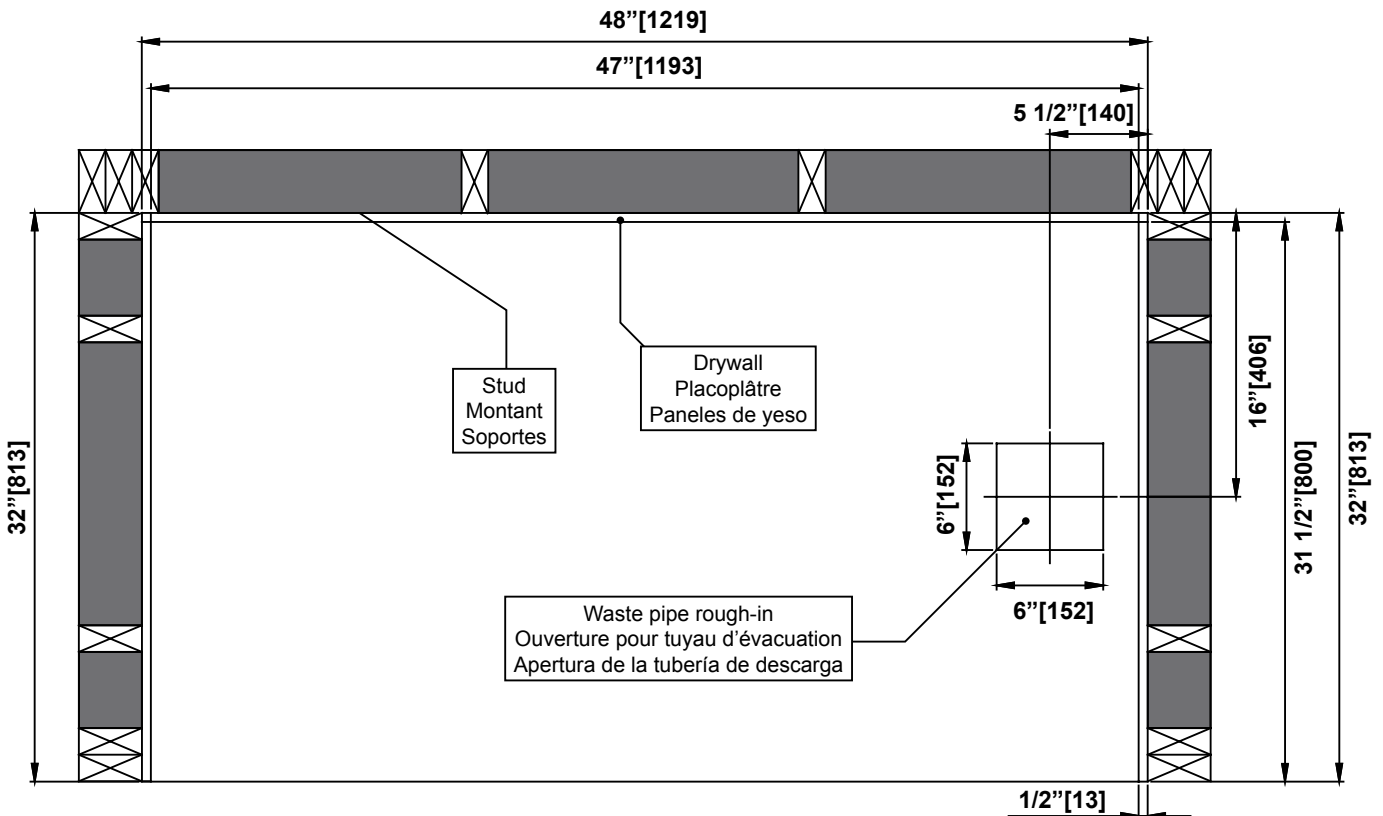 48”[1219]
47”[1193]
5 1/2”[140]
Stud
Montant
Soportes
Drywall
Placoplâtre
Paneles de yeso
16”[406]
32”[813]
6”[152]
31 1/2”[800]
32”[813]
6”[152]
Waste pipe rough-in
Ouverture pour tuyau d’évacuation
Apertura de la tubería de descarga
1/2”[13]